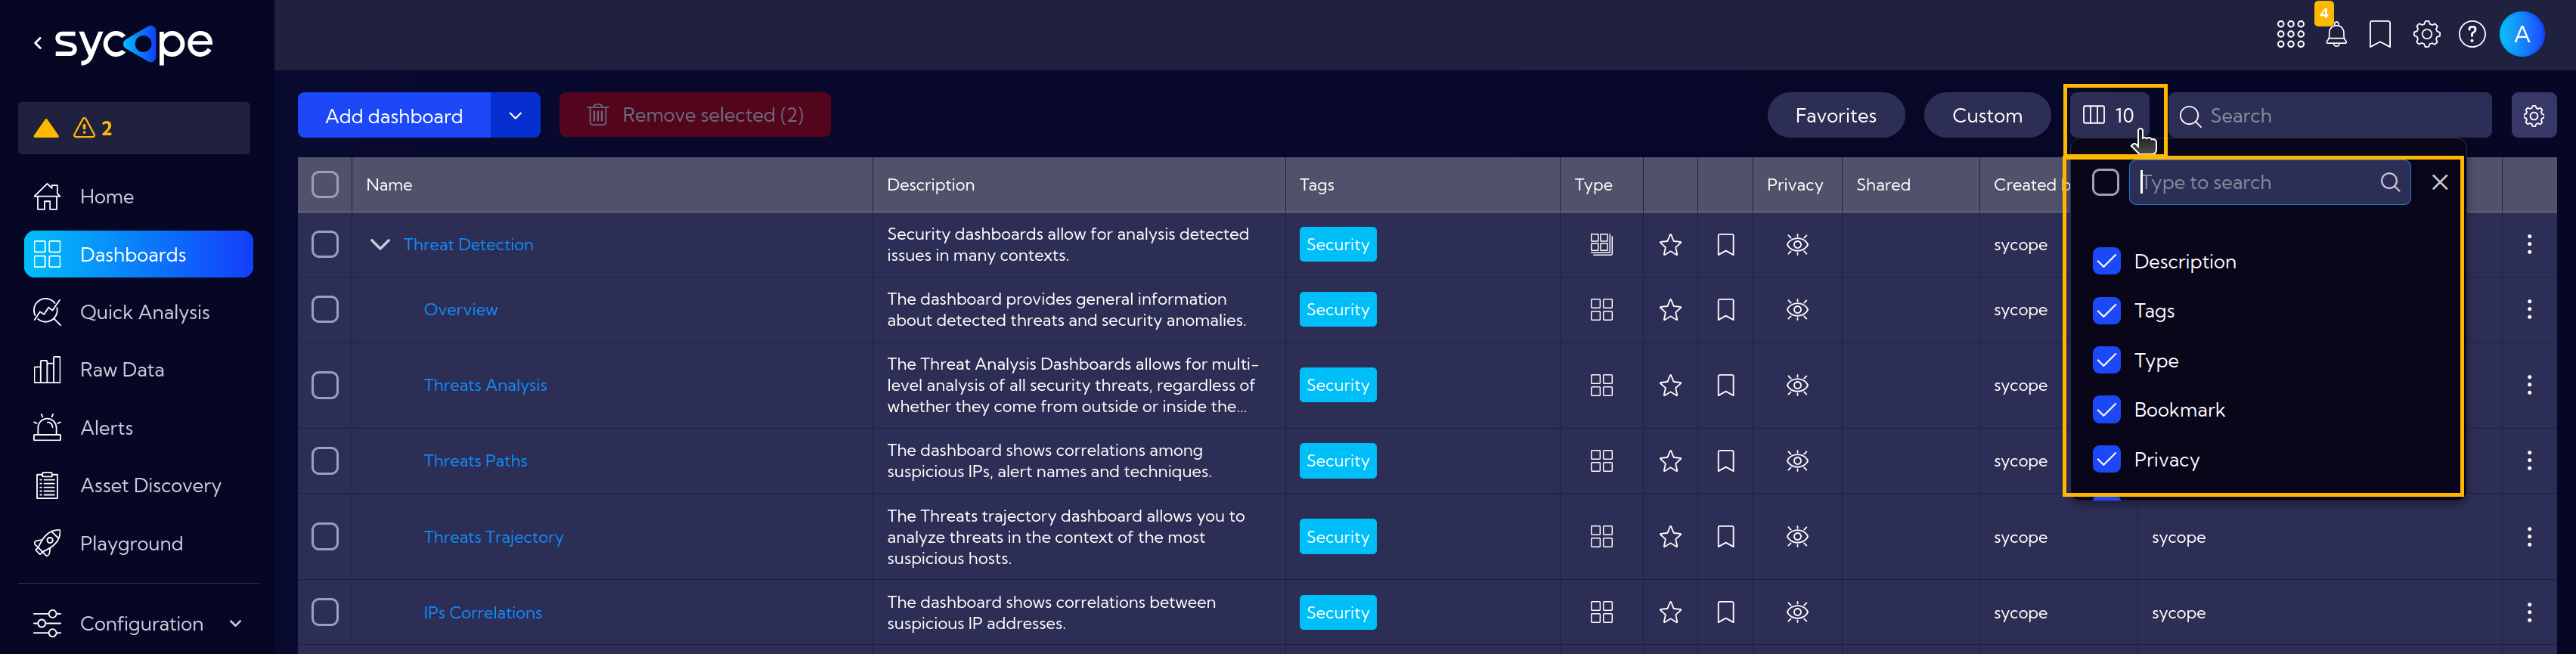 sycope
4
A
2
Add dashboard
Remove selected (2)
Favorites
Custom
10
Search
Home
Dashboards
Quick Analysis
Raw Data
Alerts
Asset Discovery
Playground
Configuration
Name
Description
Tags
Type
Privacy
Shared
Created b
Type to search
Description
Tags
Type
Bookmark
Privacy
Threat Detection
Security dashboards allow for analysis detected
issues in many contexts.
Security
sycope
Overview
The dashboard provides general information
about detected threats and security anomalies.
Security
sycope
Threats Analysis
The Threat Analysis Dashboards allows for multi-
level analysis of all security threats, regardless of
whether they come from outside or inside the...
Security
sycope
Threats Paths
The dashboard shows correlations among
suspicious IPs, alert names and techniques.
Security
sycope
Threats Trajectory
The Threats trajectory dashboard allows you to
analyze threats in the context of the most
suspicious hosts.
Security
sycope
sycope
IPs Correlations
The dashboard shows correlations between
suspicious IP addresses.
Security
sycope
sycope